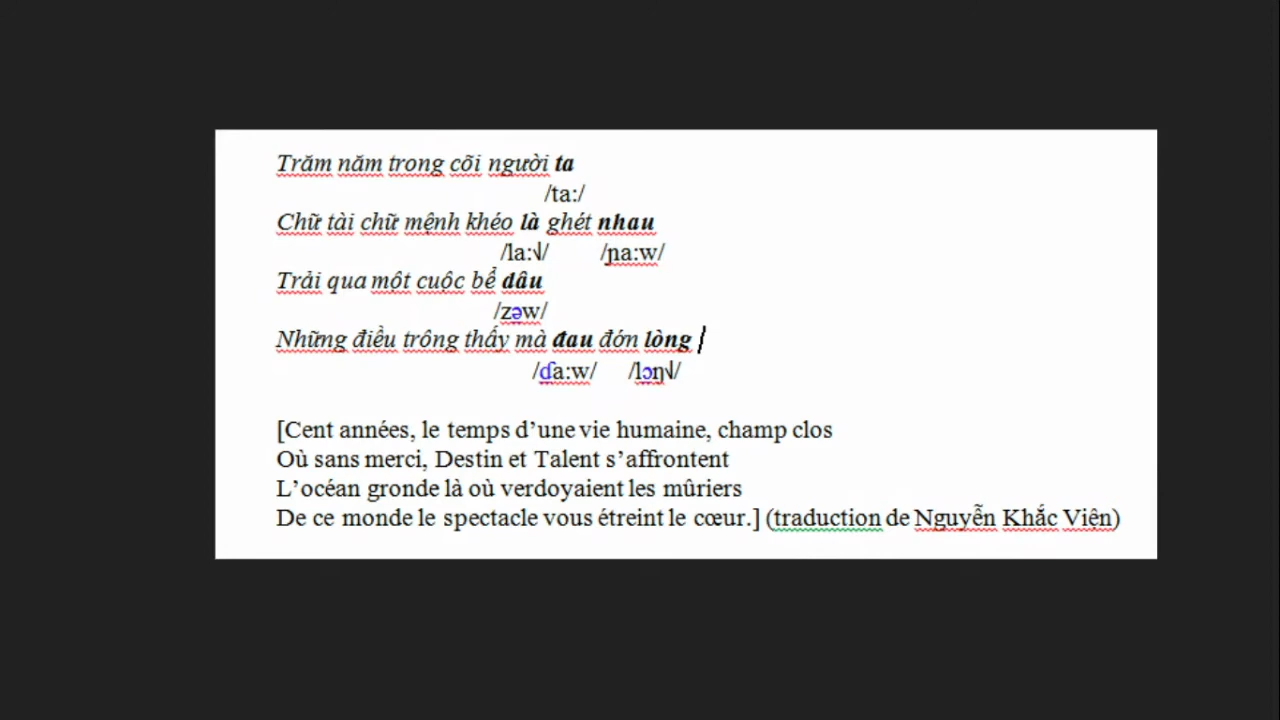 Trăm năm trong cõi người ta
/ta:/
Chữ tài chữ mệnh khéo là ghét nhau
/la:√/ /ɲa:w/
Trải qua một cuộc bể dâu
/zəw/
Những điều trông thấy mà đau đớn lòng
/ɗa:w/ /lɔŋ√/
[Cent années, le temps d’une vie humaine, champ clos
Où sans merci, Destin et Talent s’affrontent
L’océan gronde là où verdoyaient les mûriers
De ce monde le spectacle vous étreint le cœur.] (traduction de Nguyễn Khắc Viện)